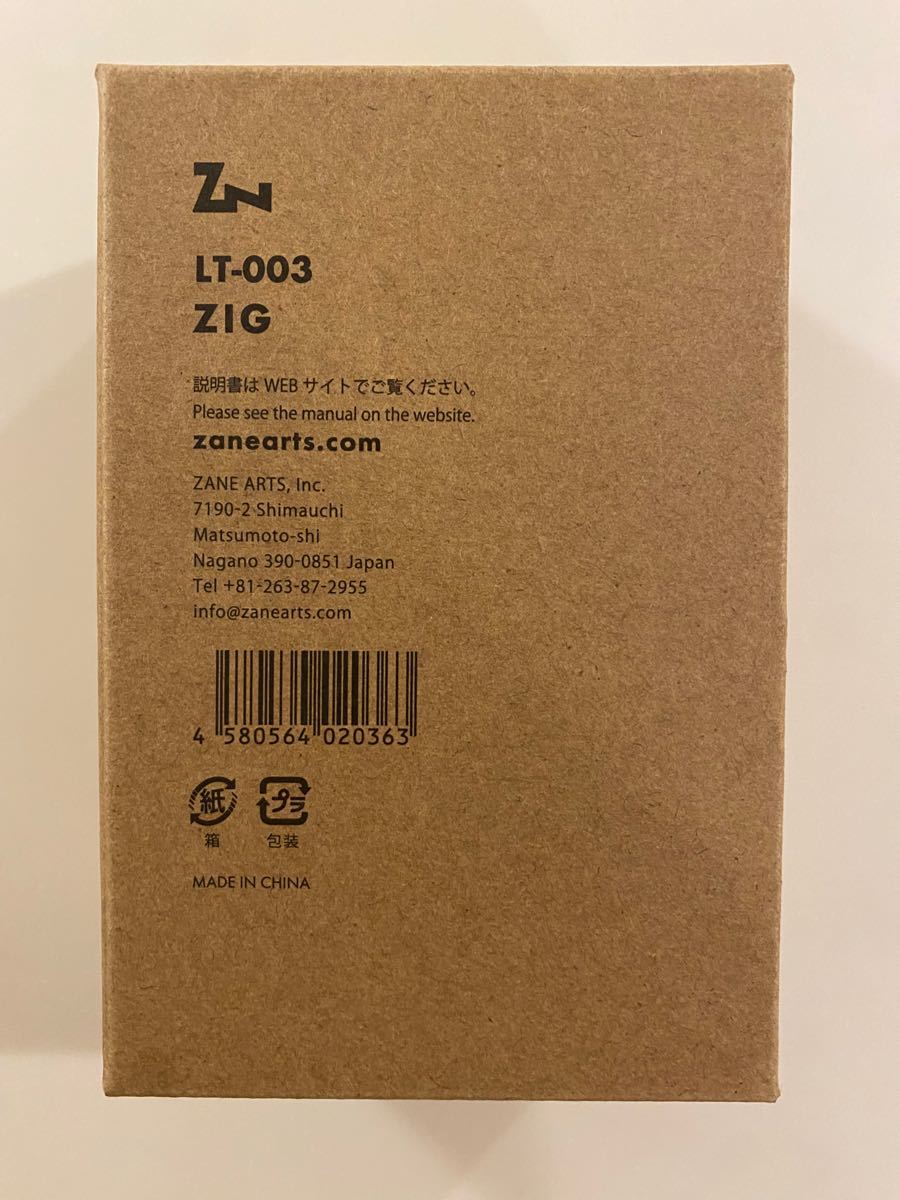 ZN
LT-003
ZIG
説明書は WEB サイトでご覧ください。
Please see the manual on the website.
zanearts.com
ZANE ARTS, Inc.
7190-2 Shimauchi
Matsumoto-shi
Nagano 390-0851 Japan
Tel +81-263-87-2955
info@zanearts.com
4 580564 020363
紙 プラ
箱 包装
MADE IN CHINA